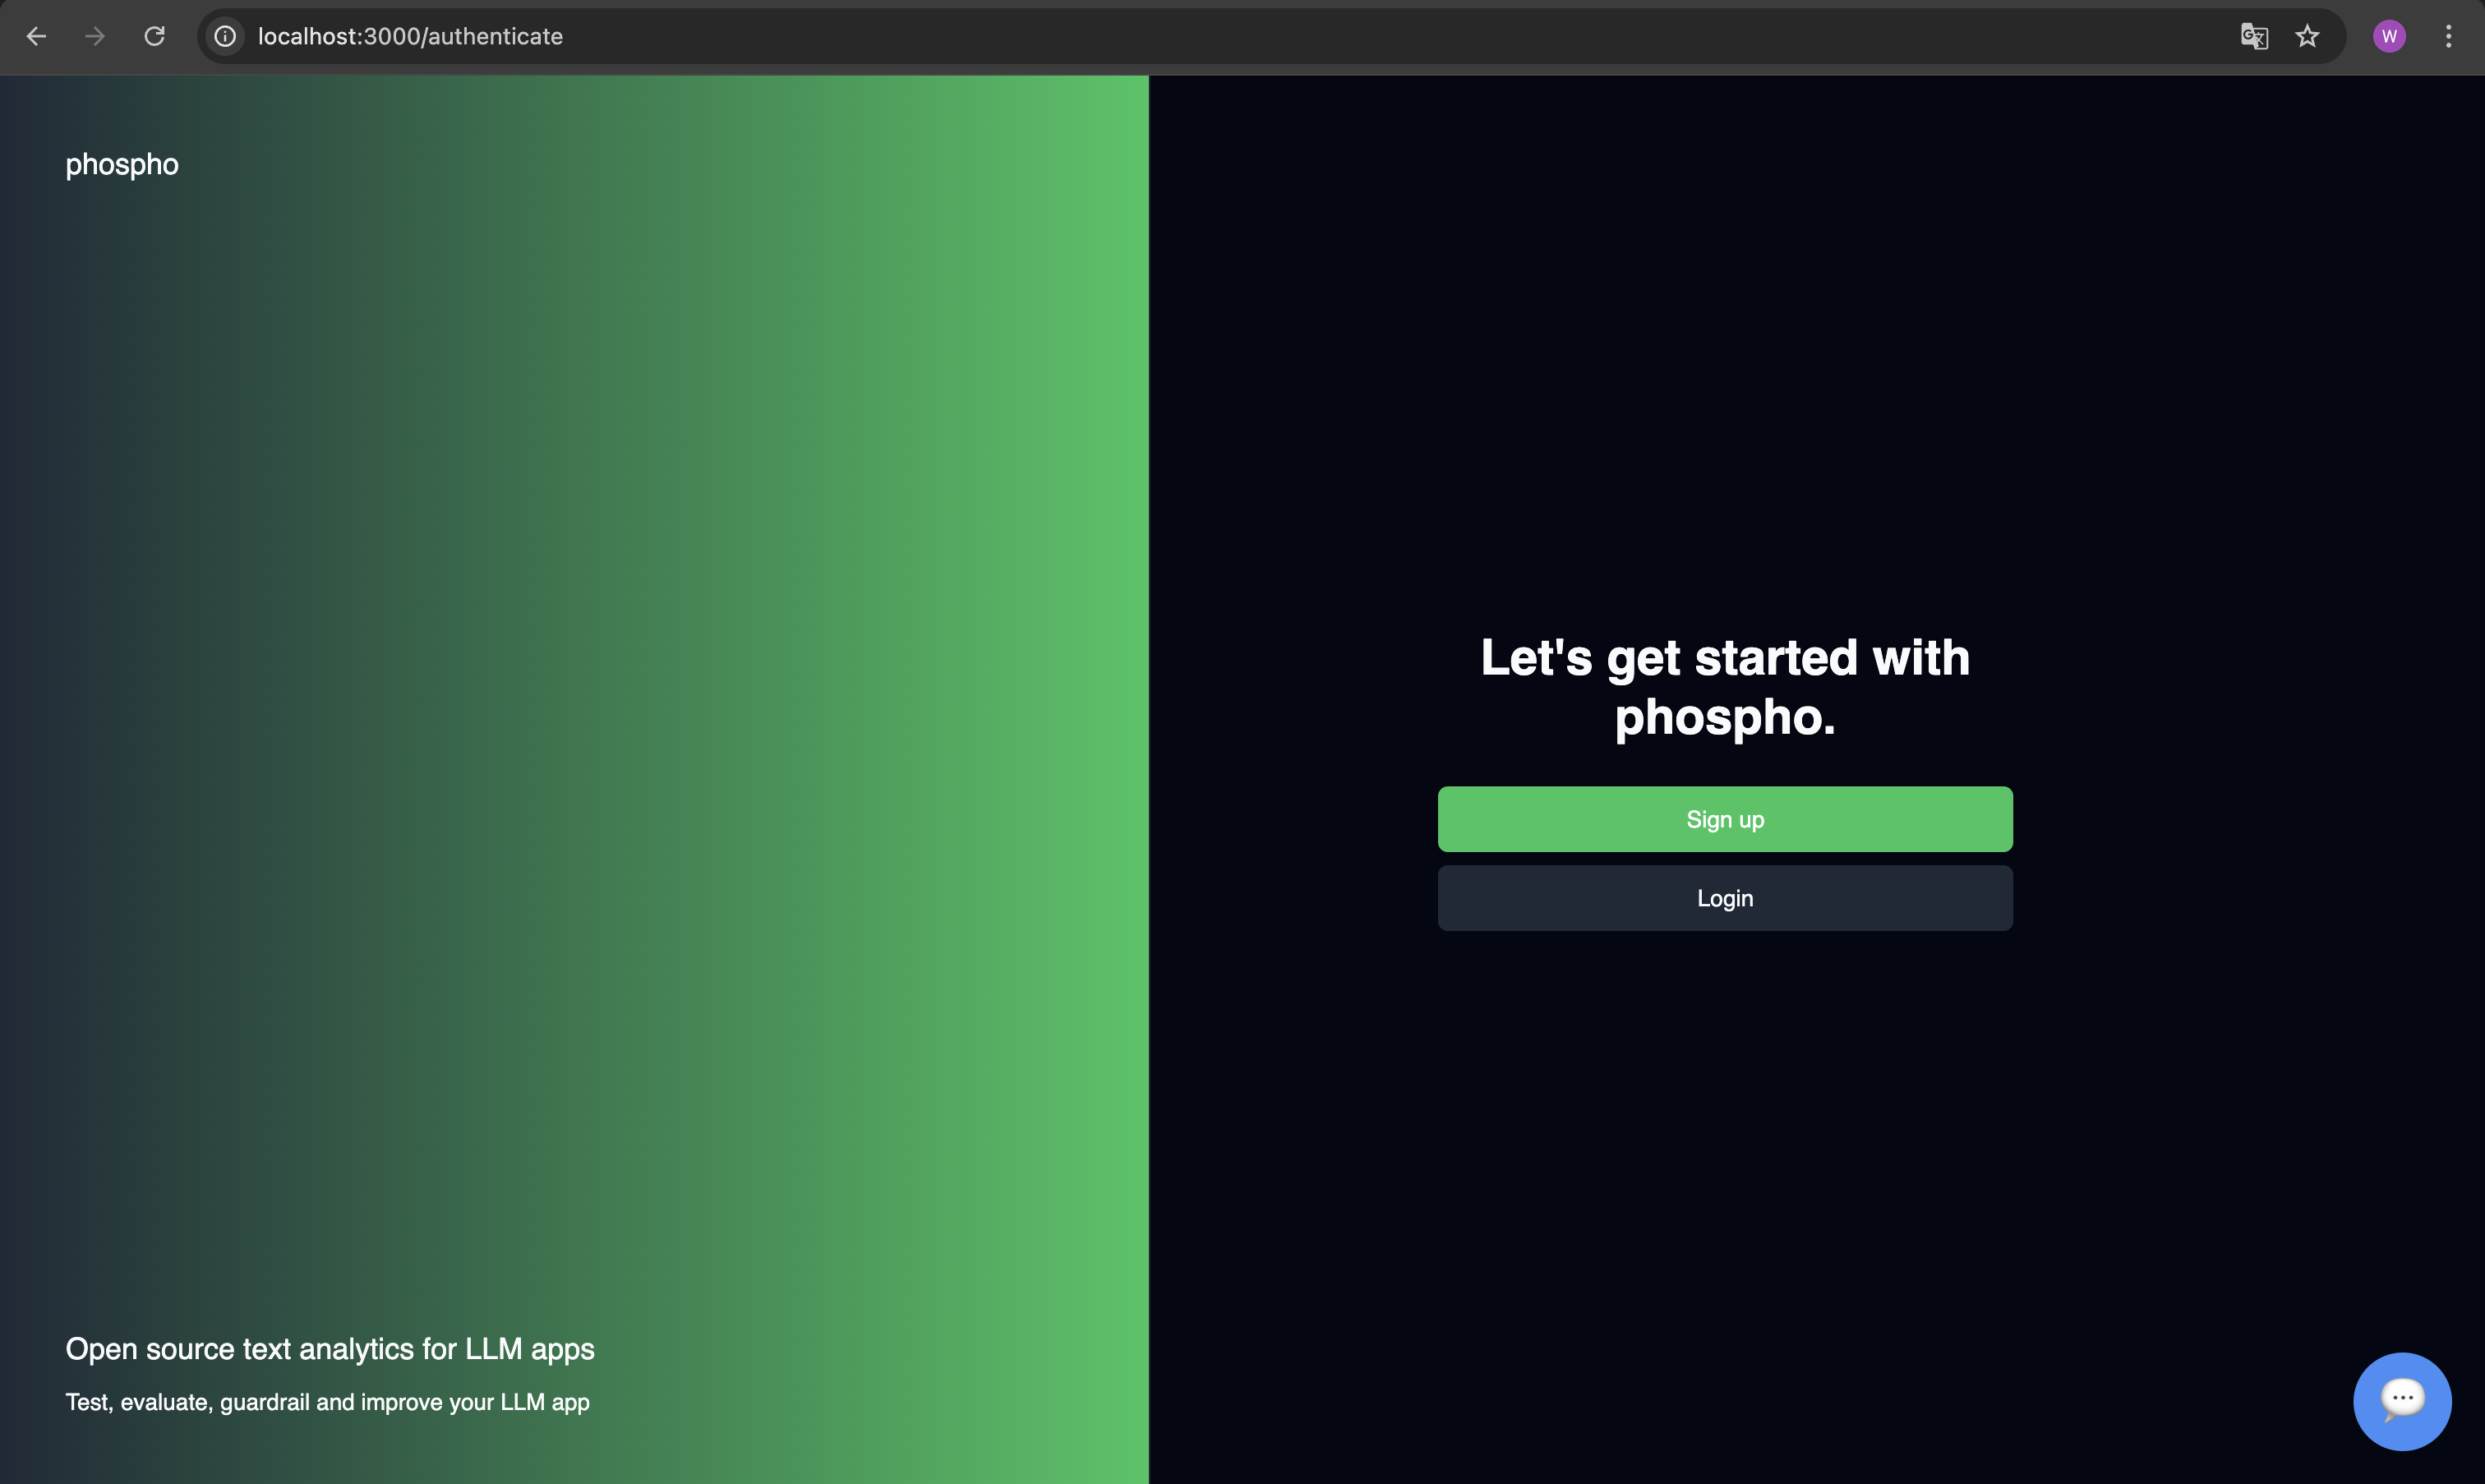 localhost:3000/authenticate
W
phospho
Let's get started with
phospho.
Sign up
Login
Open source text analytics for LLM apps
Test, evaluate, guardrail and improve your LLM app